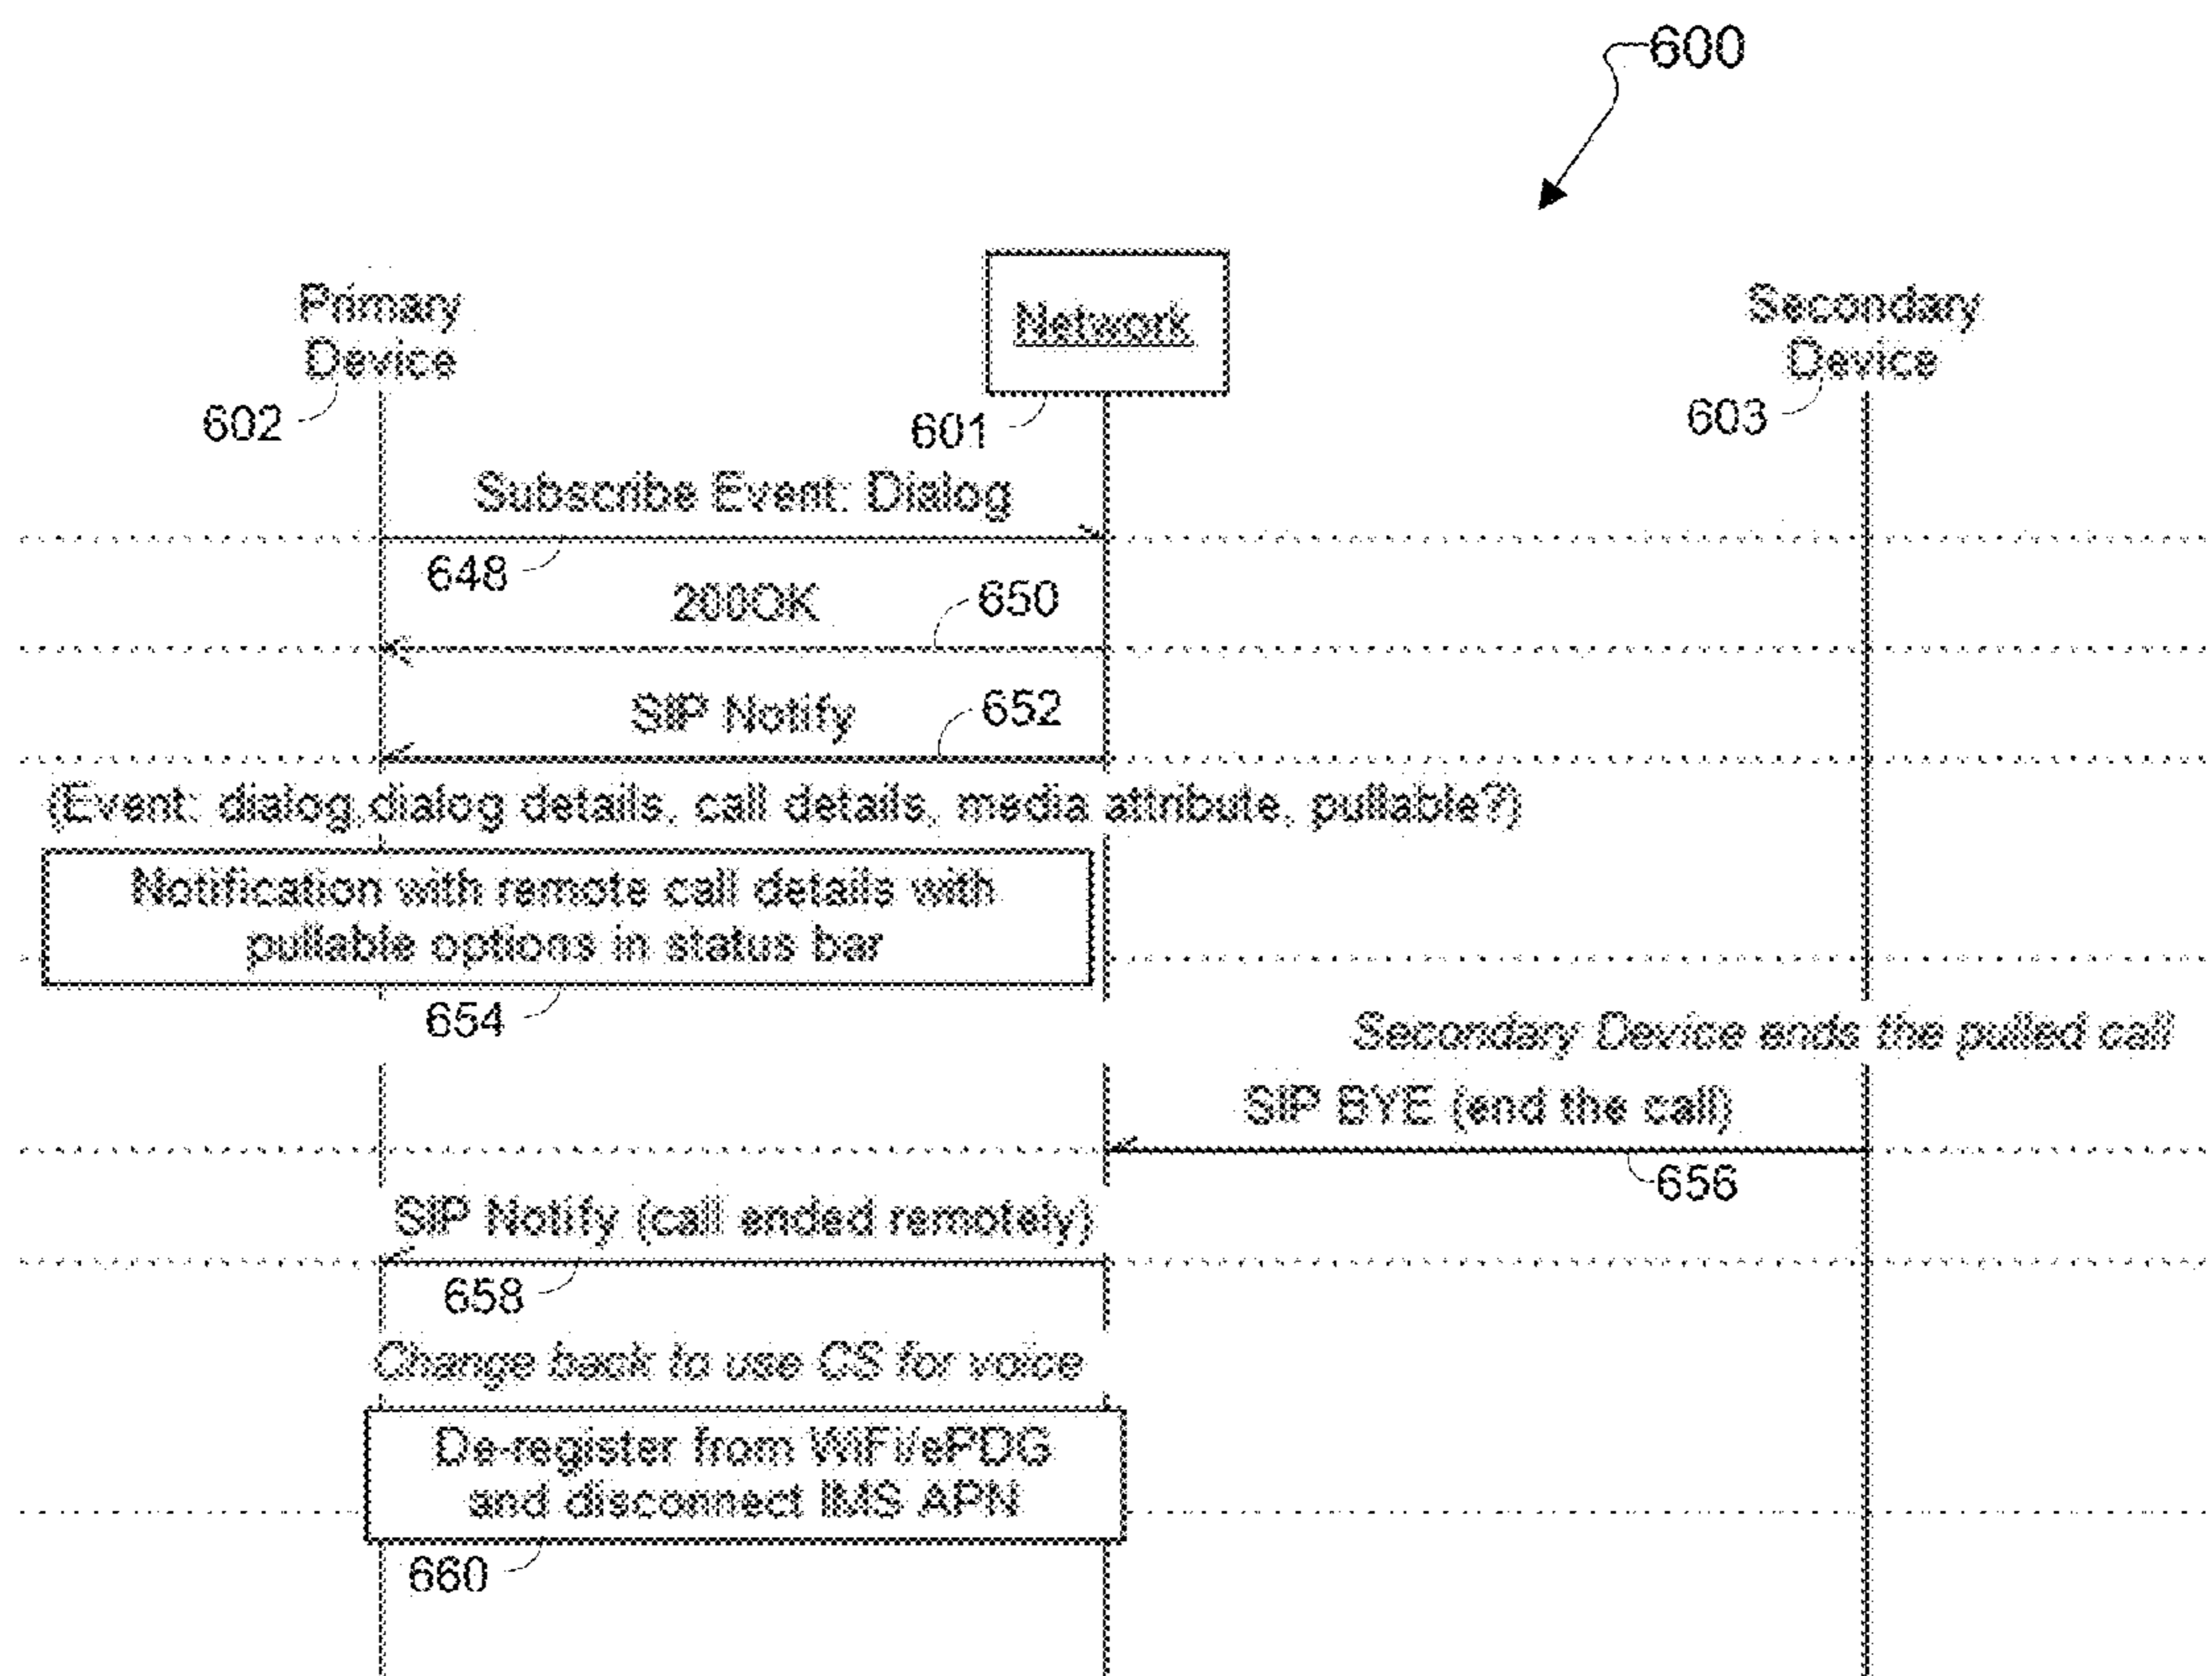 600
Primary
Device
602
Network
601
Secondary
Device
603
Subscribe Event: Dialog
648
200OK
650
SIP Notify
652
(Event: dialog,dialog details, call details, media attribute, pullable?)
Notification with remote call details with
pullable options in status bar
654
Secondary Device ends the pulled call
SIP BYE (end the call)
656
SIP Notify (call ended remotely)
658
Change back to use CS for voice
De-register from WiFi/ePDG
and disconnect IMS APN
660